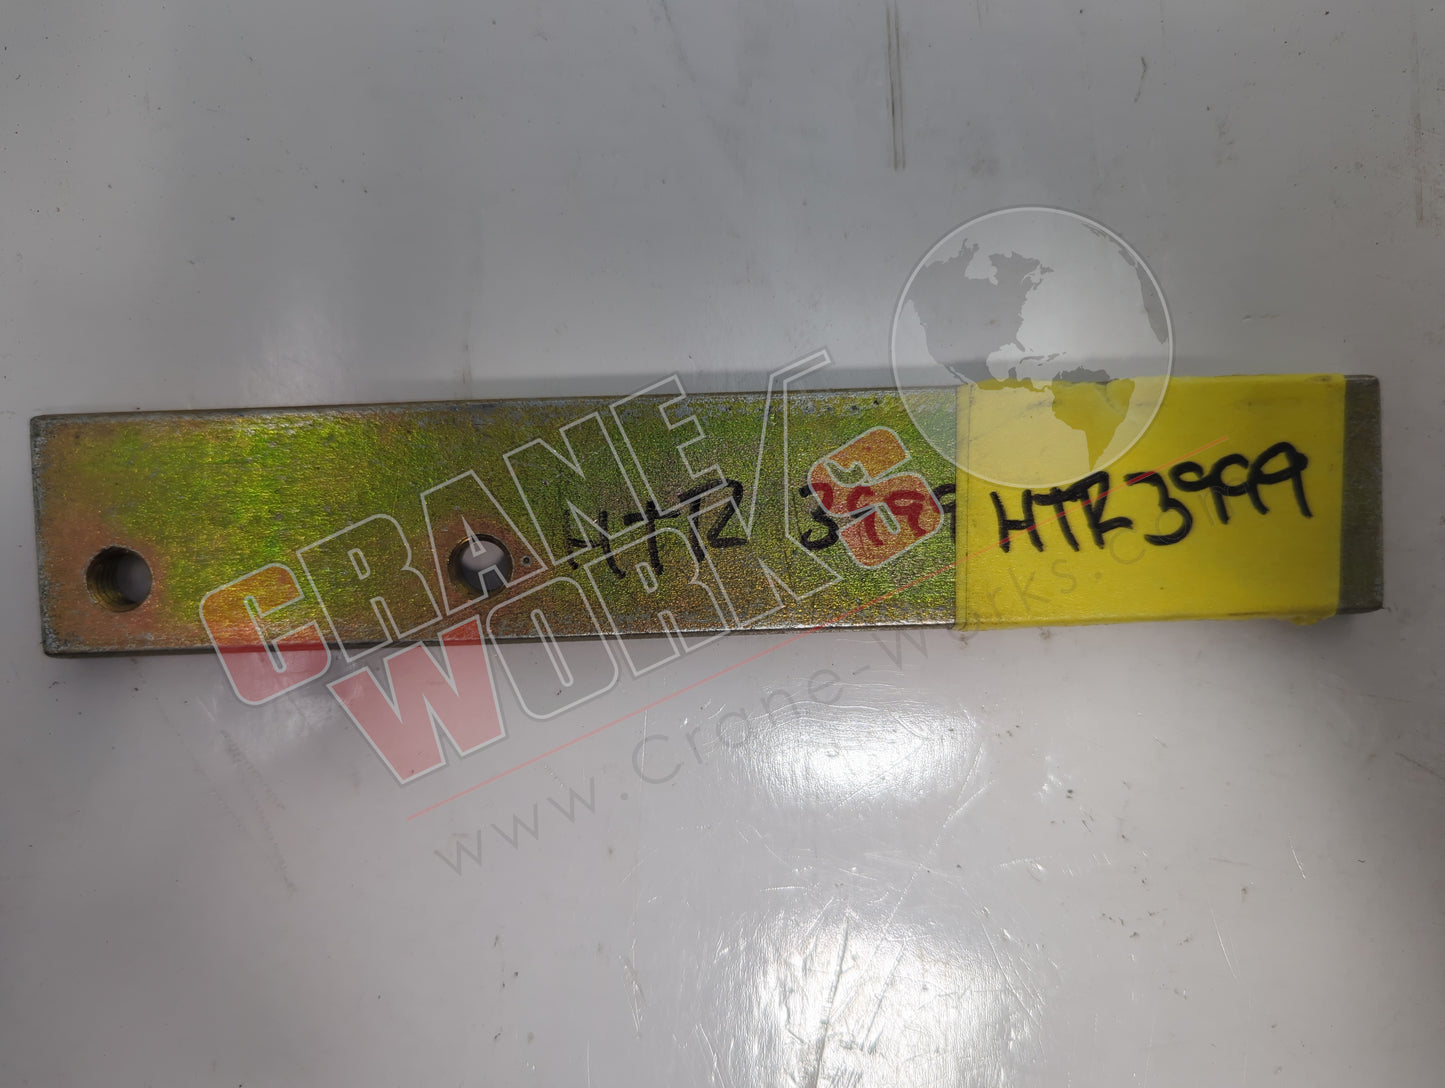 HTR 3999
HTR3999
CRANE
WORKS
www.crane-works.com